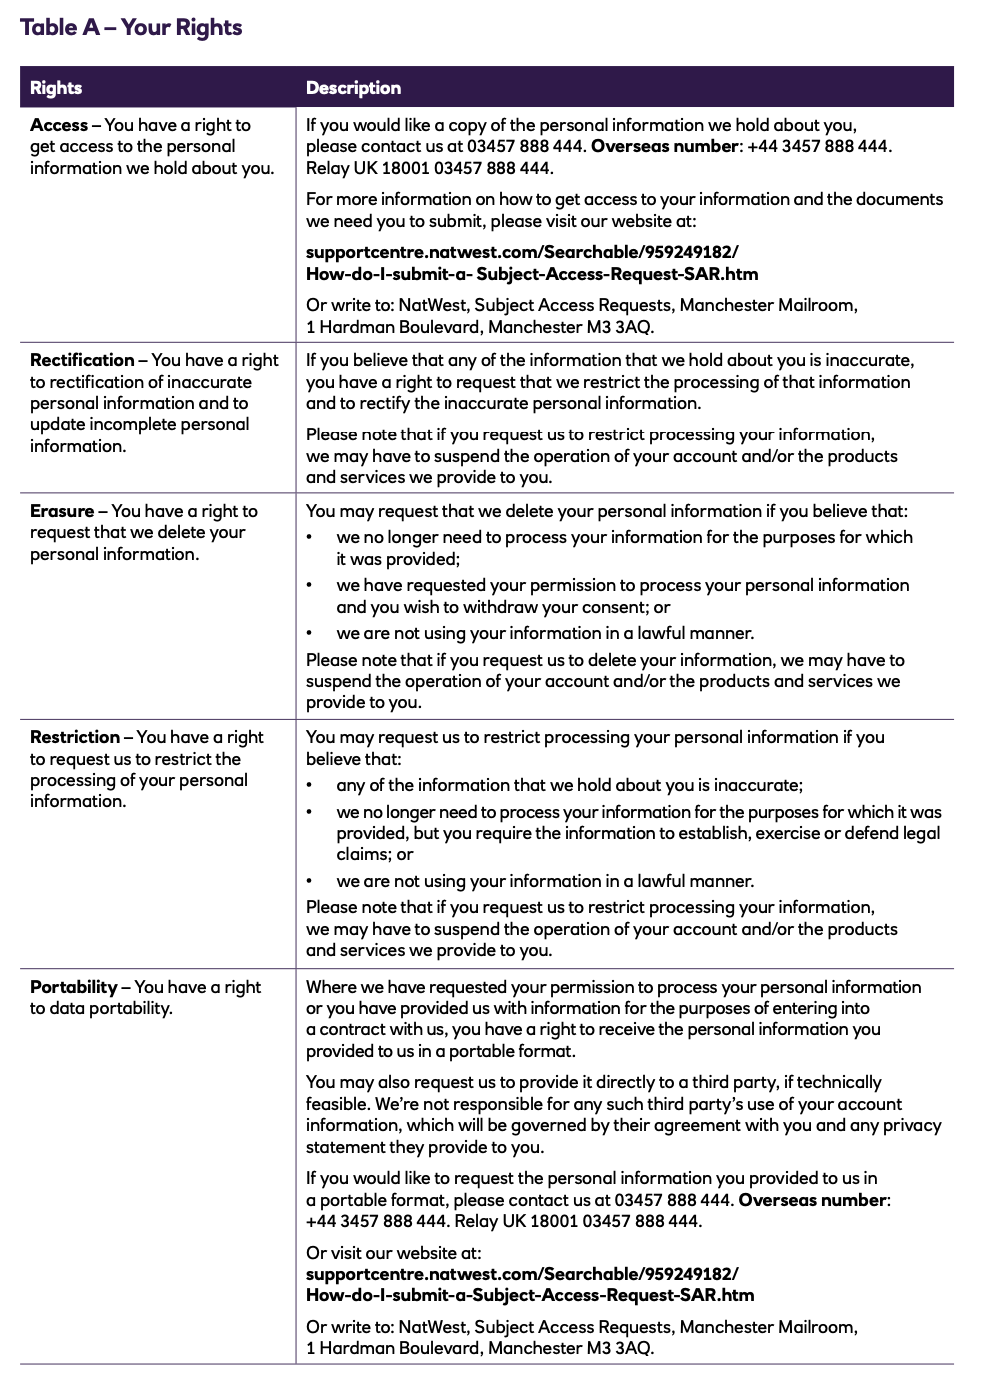 Table A – Your Rights
Rights
Description
Access – You have a right to
get access to the personal
information we hold about you.
If you would like a copy of the personal information we hold about you,
please contact us at 03457 888 444. Overseas number: +44 3457 888 444.
Relay UK 18001 03457 888 444.
For more information on how to get access to your information and the documents
we need you to submit, please visit our website at:
supportcentre.natwest.com/Searchable/959249182/
How-do-I-submit-a- Subject-Access-Request-SAR.htm
Or write to: NatWest, Subject Access Requests, Manchester Mailroom,
1 Hardman Boulevard, Manchester M3 3AQ.
Rectification – You have a right
to rectification of inaccurate
personal information and to
update incomplete personal
information.
If you believe that any of the information that we hold about you is inaccurate,
you have a right to request that we restrict the processing of that information
and to rectify the inaccurate personal information.
Please note that if you request us to restrict processing your information,
we may have to suspend the operation of your account and/or the products
and services we provide to you.
Erasure – You have a right to
request that we delete your
personal information.
You may request that we delete your personal information if you believe that:
• we no longer need to process your information for the purposes for which
it was provided;
• we have requested your permission to process your personal information
and you wish to withdraw your consent; or
• we are not using your information in a lawful manner.
Please note that if you request us to delete your information, we may have to
suspend the operation of your account and/or the products and services we
provide to you.
Restriction – You have a right
to request us to restrict the
processing of your personal
information.
You may request us to restrict processing your personal information if you
believe that:
• any of the information that we hold about you is inaccurate;
• we no longer need to process your information for the purposes for which it was
provided, but you require the information to establish, exercise or defend legal
claims; or
• we are not using your information in a lawful manner.
Please note that if you request us to restrict processing your information,
we may have to suspend the operation of your account and/or the products
and services we provide to you.
Portability – You have a right
to data portability.
Where we have requested your permission to process your personal information
or you have provided us with information for the purposes of entering into
a contract with us, you have a right to receive the personal information you
provided to us in a portable format.
You may also request us to provide it directly to a third party, if technically
feasible. We're not responsible for any such third party's use of your account
information, which will be governed by their agreement with you and any privacy
statement they provide to you.
If you would like to request the personal information you provided to us in
a portable format, please contact us at 03457 888 444. Overseas number:
+44 3457 888 444. Relay UK 18001 03457 888 444.
Or visit our website at:
supportcentre.natwest.com/Searchable/959249182/
How-do-I-submit-a-Subject-Access-Request-SAR.htm
Or write to: NatWest, Subject Access Requests, Manchester Mailroom,
1 Hardman Boulevard, Manchester M3 3AQ.